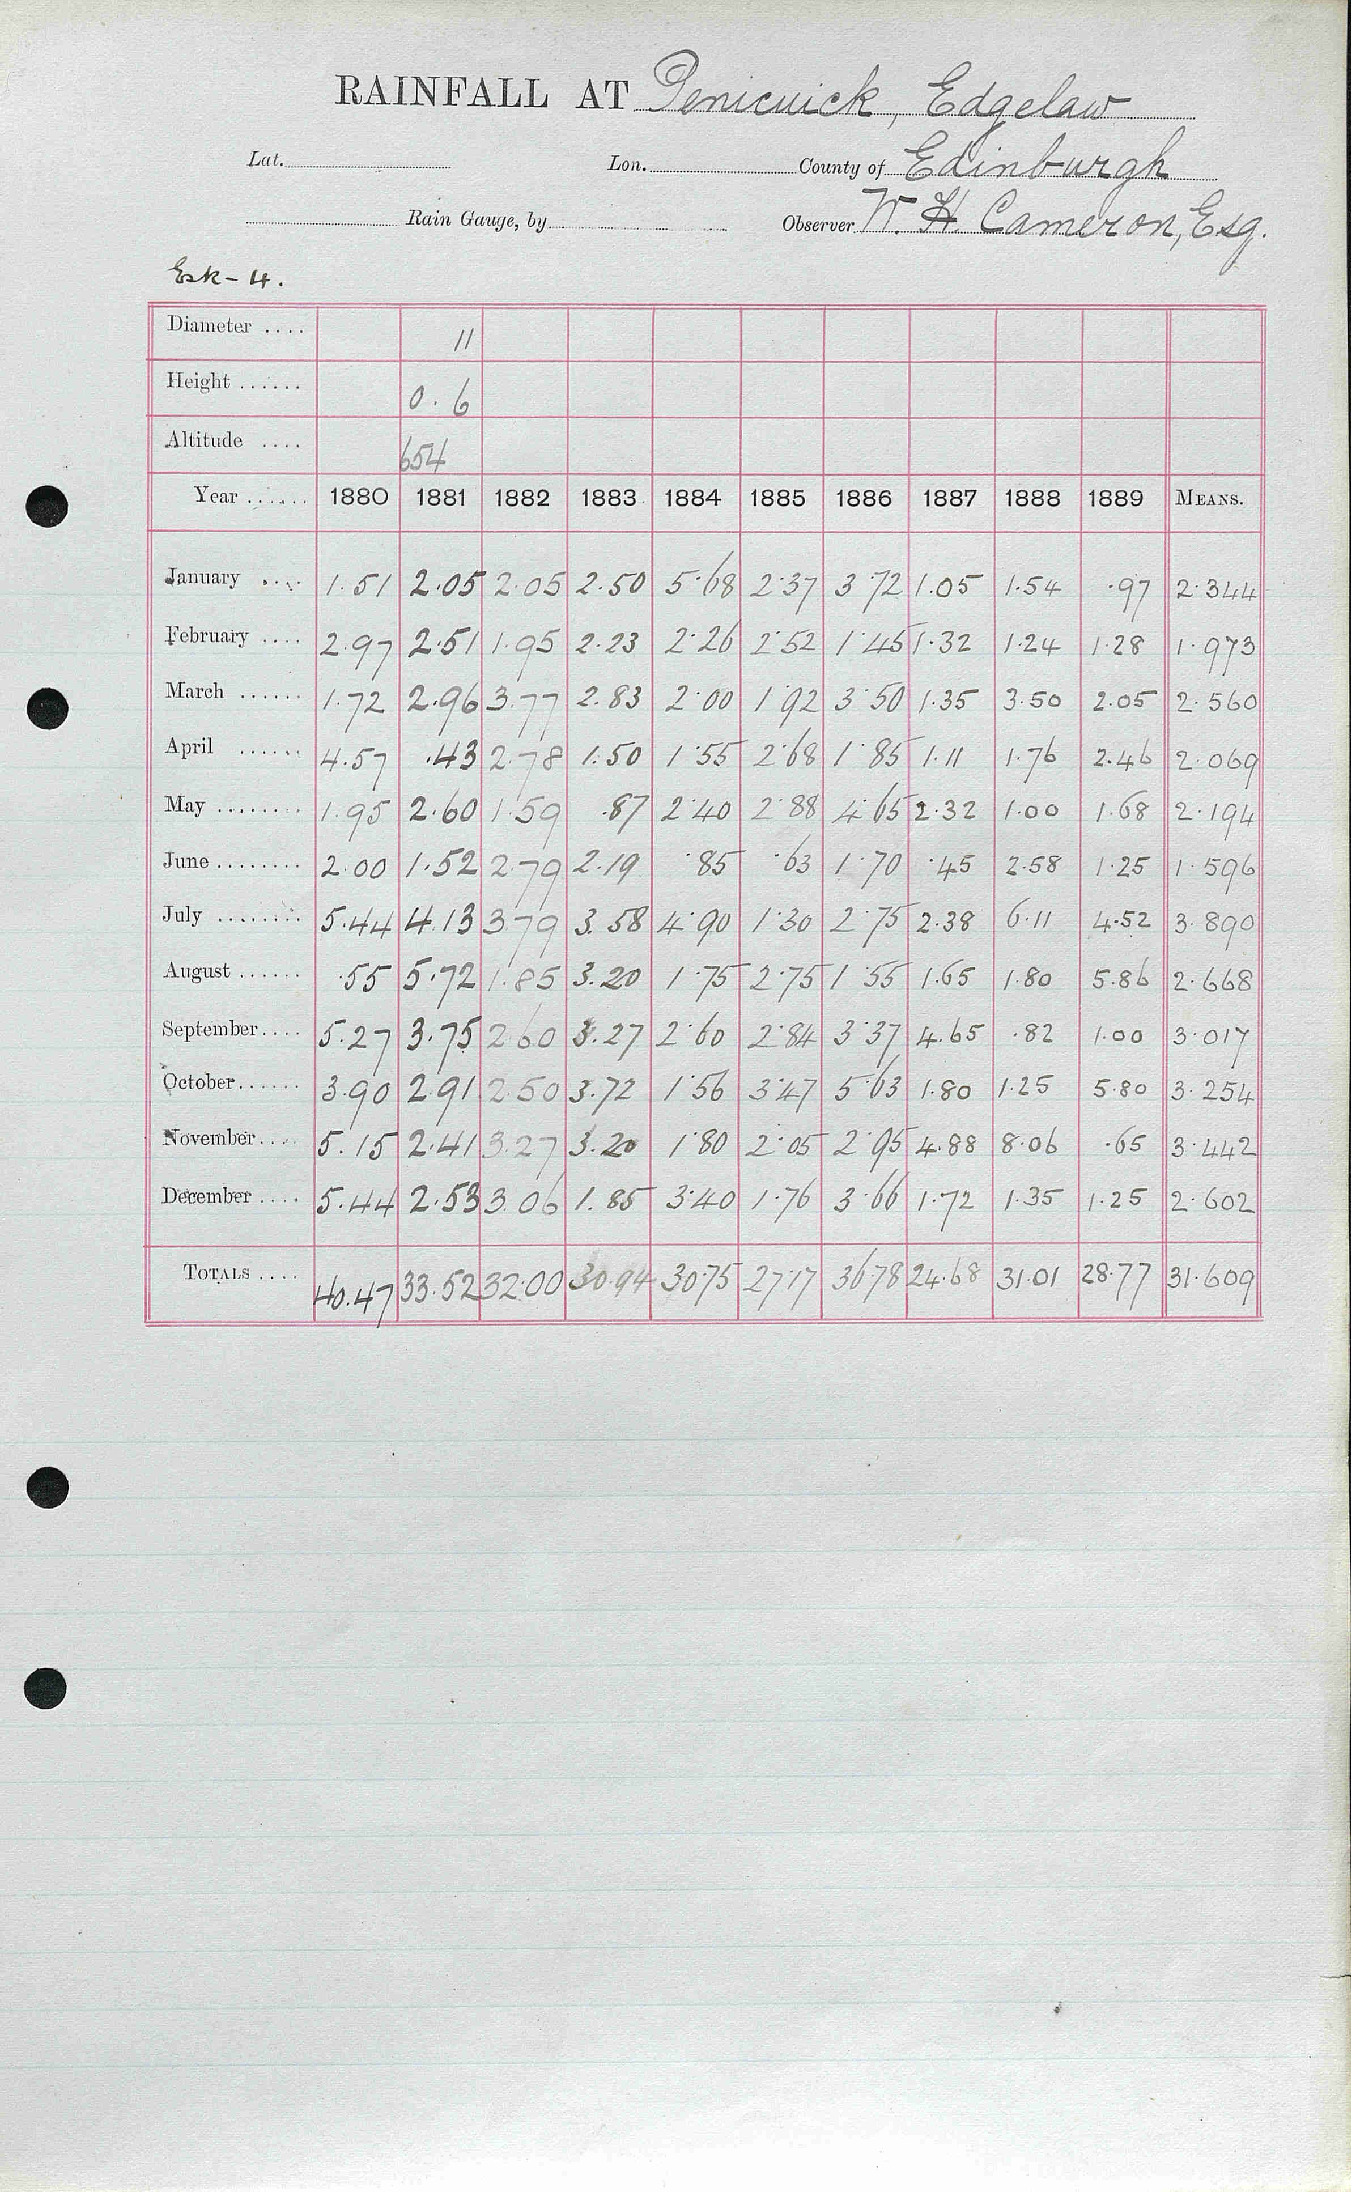 RAINFALL AT Penicuick, Edgelaw
Lat. Lon. County of Edinburgh
Rain Gauge, by Observer W. H. Cameron, Esq.
Esk - 4.
Diameter .... 11
Height ...... 0.6
Altitude .... 654
Year ...... 1880 1881 1882 1883 1884 1885 1886 1887 1888 1889 MEANS.
January .... 1.51 2.05 2.05 2.50 5.68 2.37 3.72 1.05 1.54 .97 2.344
February .... 2.97 2.51 1.95 2.23 2.26 2.52 1.45 1.32 1.24 1.28 1.973
March ...... 1.72 2.96 3.77 2.83 2.00 1.92 3.50 1.35 3.50 2.05 2.560
April ...... 4.57 .43 2.78 1.50 1.55 2.68 1.85 1.11 1.76 2.46 2.069
May ........ 1.95 2.60 1.59 .87 2.40 2.88 4.65 2.32 1.00 1.68 2.194
June ........ 2.00 1.52 2.79 2.19 .85 .63 1.70 .45 2.58 1.25 1.596
July ........ 5.44 4.13 3.79 3.58 4.90 1.30 2.75 2.38 6.11 4.52 3.890
August ...... .55 5.72 1.85 3.20 1.75 2.75 1.55 1.65 1.80 5.86 2.668
September.... 5.27 3.75 2.60 3.27 2.60 2.84 3.37 4.65 .82 1.00 3.017
October...... 3.90 2.91 2.50 3.72 1.56 3.47 5.63 1.80 1.25 5.80 3.254
November.... 5.15 2.41 3.27 3.20 1.80 2.05 2.95 4.88 8.06 .65 3.442
December .... 5.44 2.53 3.06 1.85 3.40 1.76 3.66 1.72 1.35 1.25 2.602
TOTALS .... 40.47 33.52 32.00 30.94 30.75 27.17 36.78 24.68 31.01 28.77 31.609